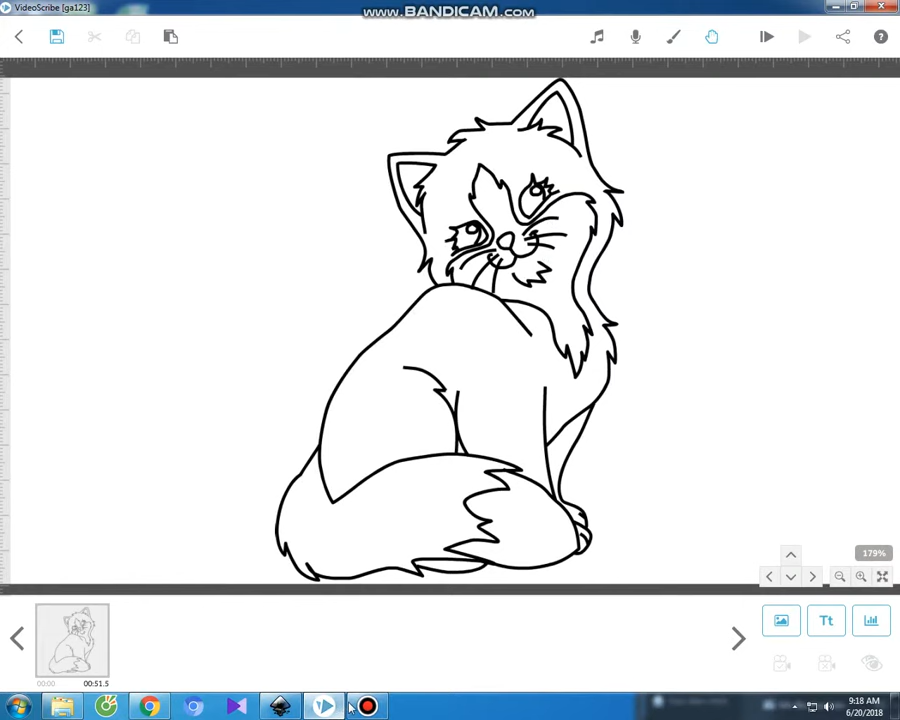 VideoScribe [ga123]
www.BANDICAM.com
179%
Tt
00:00
00:51.5
9:18 AM
6/20/2018